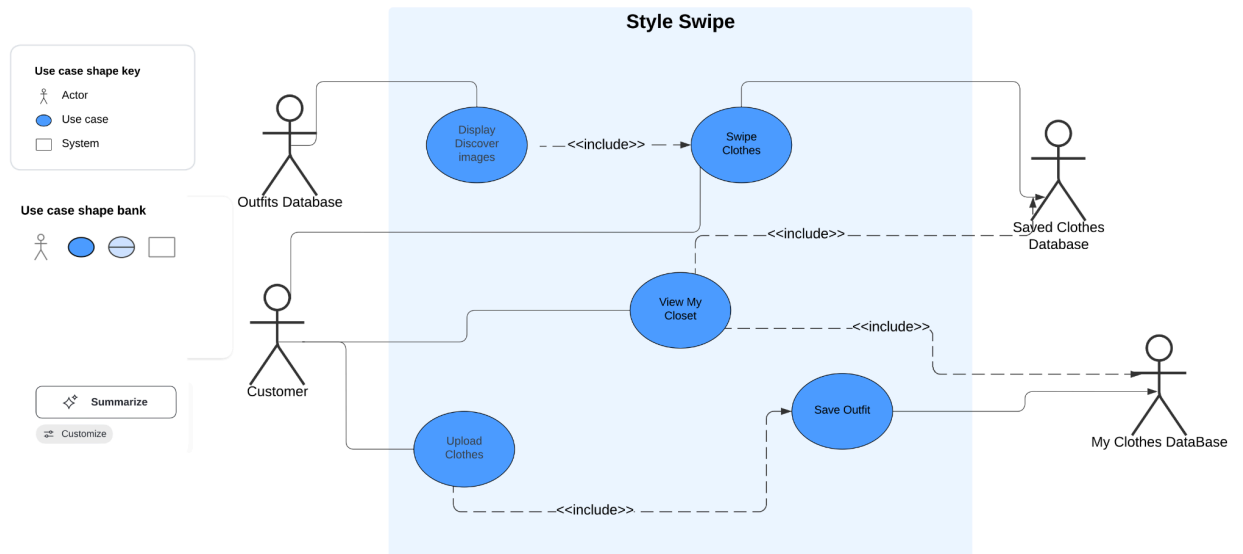 Style Swipe
Use case shape key
Actor
Use case
System
Use case shape bank
Summarize
Customize
Outfits Database
Customer
Display
Discover
images
<<include>>
Swipe
Clothes
Saved Clothes
Database
<<include>>
View My
Closet
<<include>>
Save Outfit
My Clothes DataBase
Upload
Clothes
<<include>>